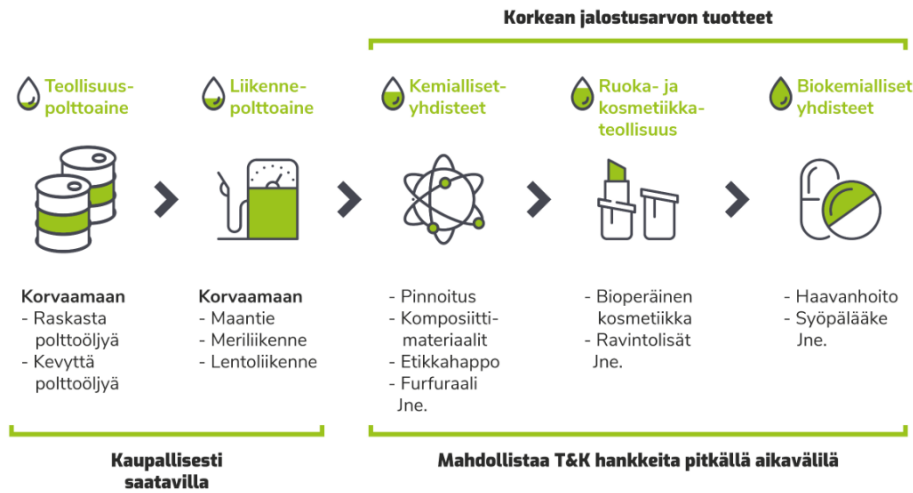 Korkean jalostusarvon tuotteet
Teollisuus-
polttoaine
Liikenne-
polttoaine
Kemialliset-
yhdisteet
Ruoka- ja
kosmetiikka-
teollisuus
Biokemialliset
yhdisteet
Korvaamaan
- Raskasta
polttoöljyä
- Kevyttä
polttoöljyä
Korvaamaan
- Maantie
- Meriliikenne
- Lentoliikenne
- Pinnoitus
- Komposiitti-
materiaalit
- Etikkahappo
- Furfuraali
Jne.
- Bioperäinen
kosmetiikka
- Ravintolisät
Jne.
- Haavanhoito
- Syöpälääke
Jne.
Kaupallisesti
saatavilla
Mahdollistaa T&K hankkeita pitkällä aikavälilä